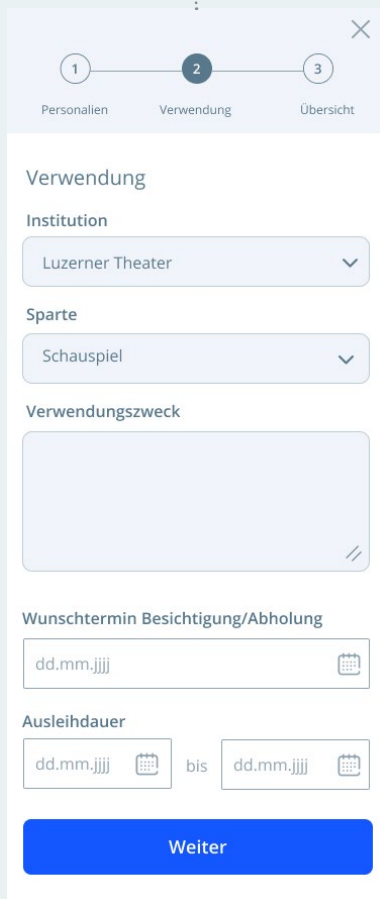 1
2
3
Personalien Verwendung Übersicht
Verwendung
Institution
Luzerner Theater
Sparte
Schauspiel
Verwendungszweck
Wunschtermin Besichtigung/Abholung
dd.mm.jjjj
Ausleihdauer
dd.mm.jjjj bis dd.mm.jjjj
Weiter